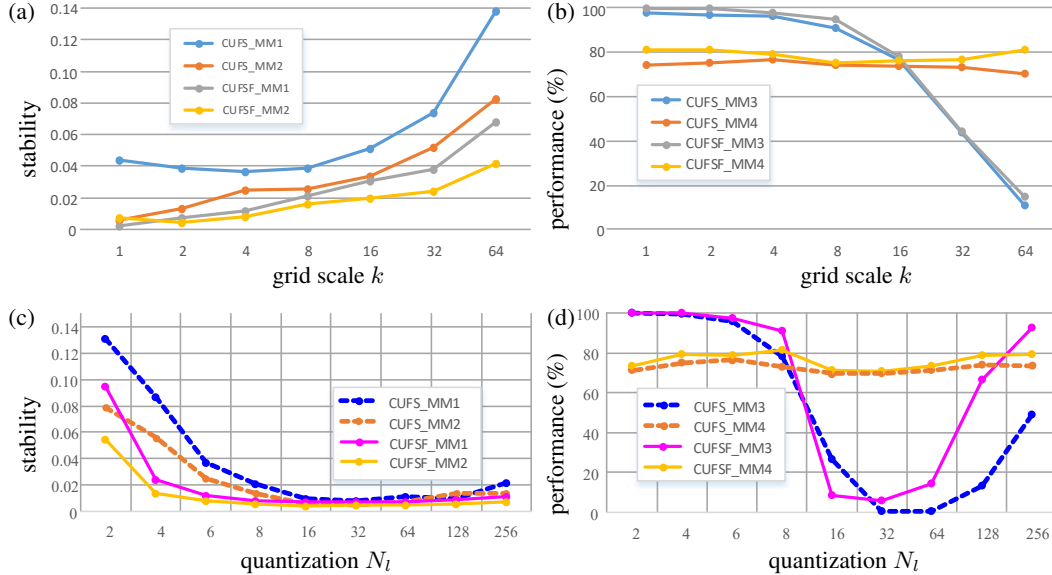 (a)
0.14
0.12
0.10
0.08
0.06
0.04
0.02
0
stability
CUFS_MM1
CUFS_MM2
CUFSF_MM1
CUFSF_MM2
1 2 4 8 16 32 64
grid scale k
(b)
100
80
60
40
20
0
performance (%)
CUFS_MM3
CUFS_MM4
CUFSF_MM3
CUFSF_MM4
1 2 4 8 16 32 64
grid scale k
(c)
0.14
0.12
0.10
0.08
0.06
0.04
0.02
0
stability
CUFS_MM1
CUFS_MM2
CUFSF_MM1
CUFSF_MM2
2 4 6 8 16 32 64 128 256
quantization N_l
(d)
100
80
60
40
20
0
performance (%)
CUFS_MM3
CUFS_MM4
CUFSF_MM3
CUFSF_MM4
2 4 6 8 16 32 64 128 256
quantization N_l